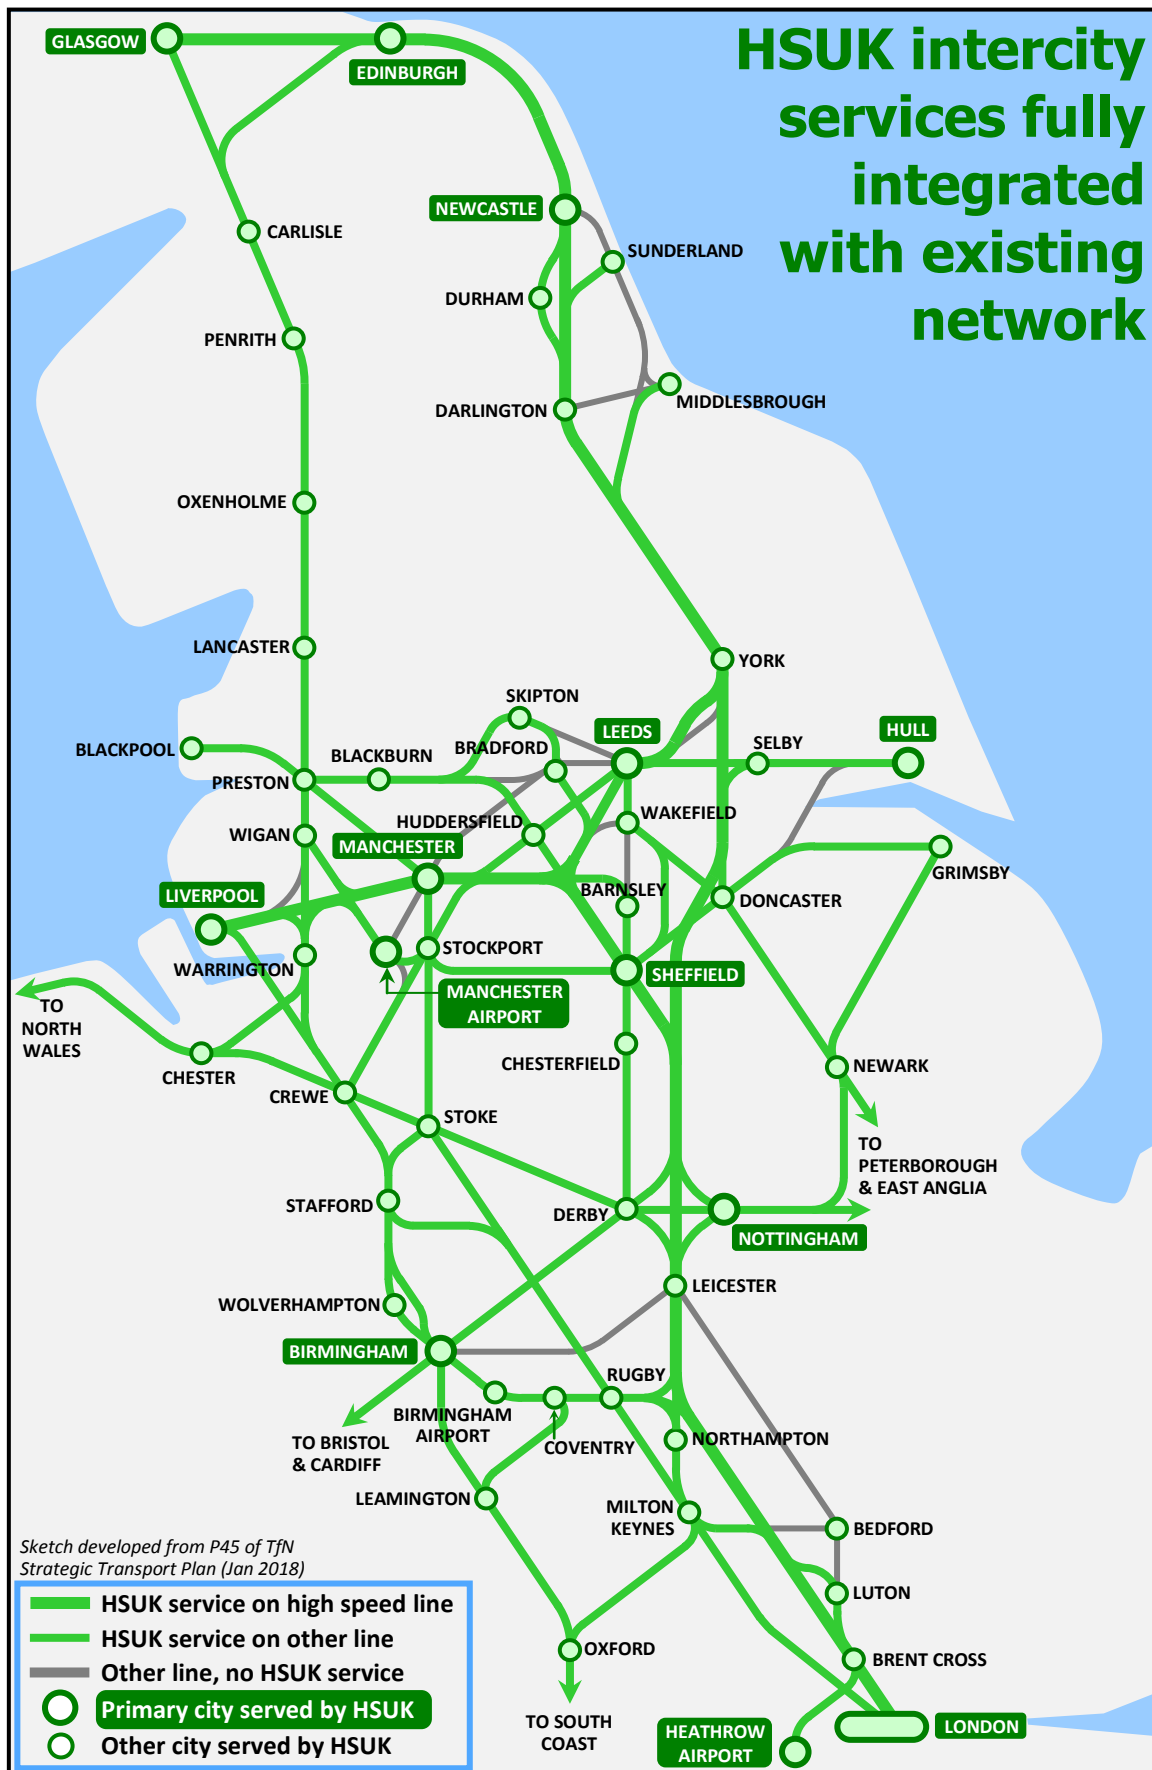 HSUK intercity
services fully
integrated
with existing
network
GLASGOW
EDINBURGH
NEWCASTLE
CARLISLE
SUNDERLAND
DURHAM
PENRITH
DARLINGTON
MIDDLESBROUGH
OXENHOLME
LANCASTER
YORK
SKIPTON
BLACKPOOL
BLACKBURN
BRADFORD
LEEDS
SELBY
HULL
PRESTON
WIGAN
HUDDERSFIELD
WAKEFIELD
MANCHESTER
GRIMSBY
LIVERPOOL
BARNSLEY
DONCASTER
WARRINGTON
STOCKPORT
SHEFFIELD
MANCHESTER
AIRPORT
TO
NORTH
WALES
CHESTER
CHESTERFIELD
NEWARK
CREWE
STOKE
TO
PETERBOROUGH
& EAST ANGLIA
STAFFORD
DERBY
NOTTINGHAM
LEICESTER
WOLVERHAMPTON
BIRMINGHAM
RUGBY
BIRMINGHAM
AIRPORT
COVENTRY
NORTHAMPTON
TO BRISTOL
& CARDIFF
LEAMINGTON
MILTON
KEYNES
BEDFORD
LUTON
OXFORD
BRENT CROSS
TO SOUTH
COAST
HEATHROW
AIRPORT
LONDON
Sketch developed from P45 of TfN
Strategic Transport Plan (Jan 2018)
HSUK service on high speed line
HSUK service on other line
Other line, no HSUK service
Primary city served by HSUK
Other city served by HSUK